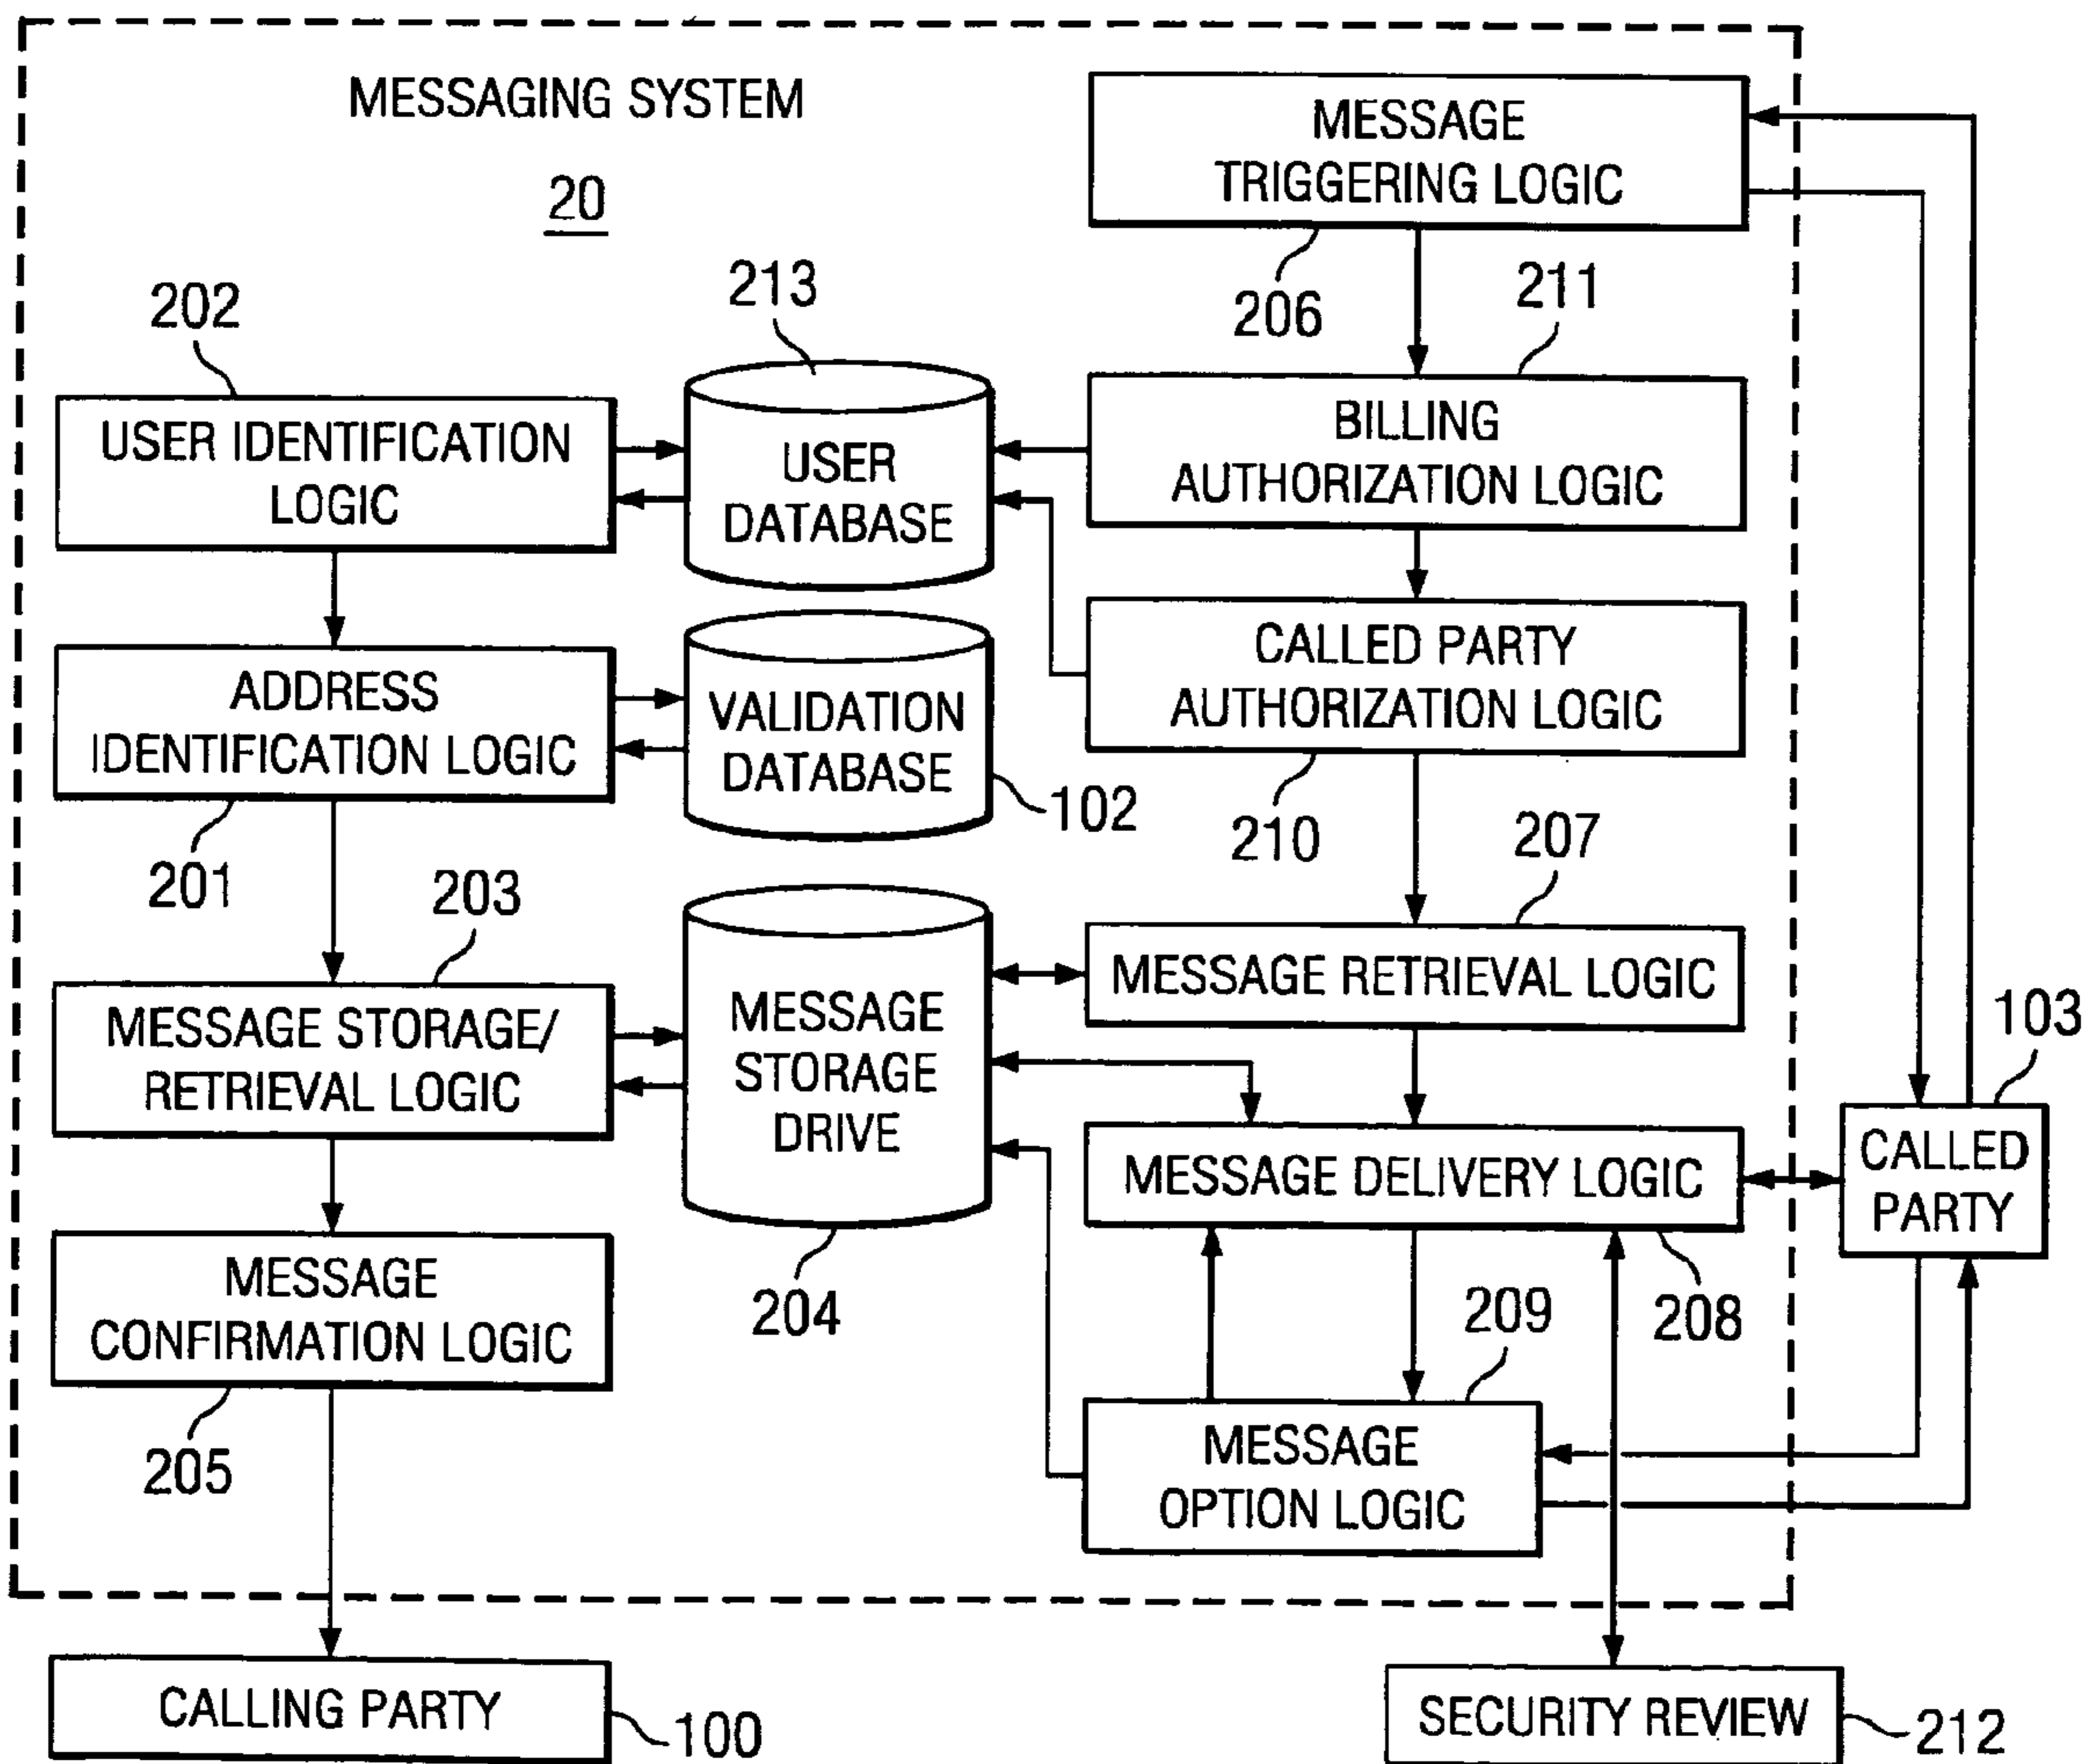 MESSAGING SYSTEM
20
MESSAGE
TRIGGERING LOGIC
206
211
213
202
USER IDENTIFICATION
LOGIC
USER
DATABASE
BILLING
AUTHORIZATION LOGIC
ADDRESS
IDENTIFICATION LOGIC
201
VALIDATION
DATABASE
102
CALLED PARTY
AUTHORIZATION LOGIC
210
207
203
MESSAGE STORAGE/
RETRIEVAL LOGIC
MESSAGE
STORAGE
DRIVE
204
MESSAGE RETRIEVAL LOGIC
103
CALLED
PARTY
MESSAGE DELIVERY LOGIC
208
209
MESSAGE
CONFIRMATION LOGIC
205
MESSAGE
OPTION LOGIC
CALLING PARTY
100
SECURITY REVIEW
212